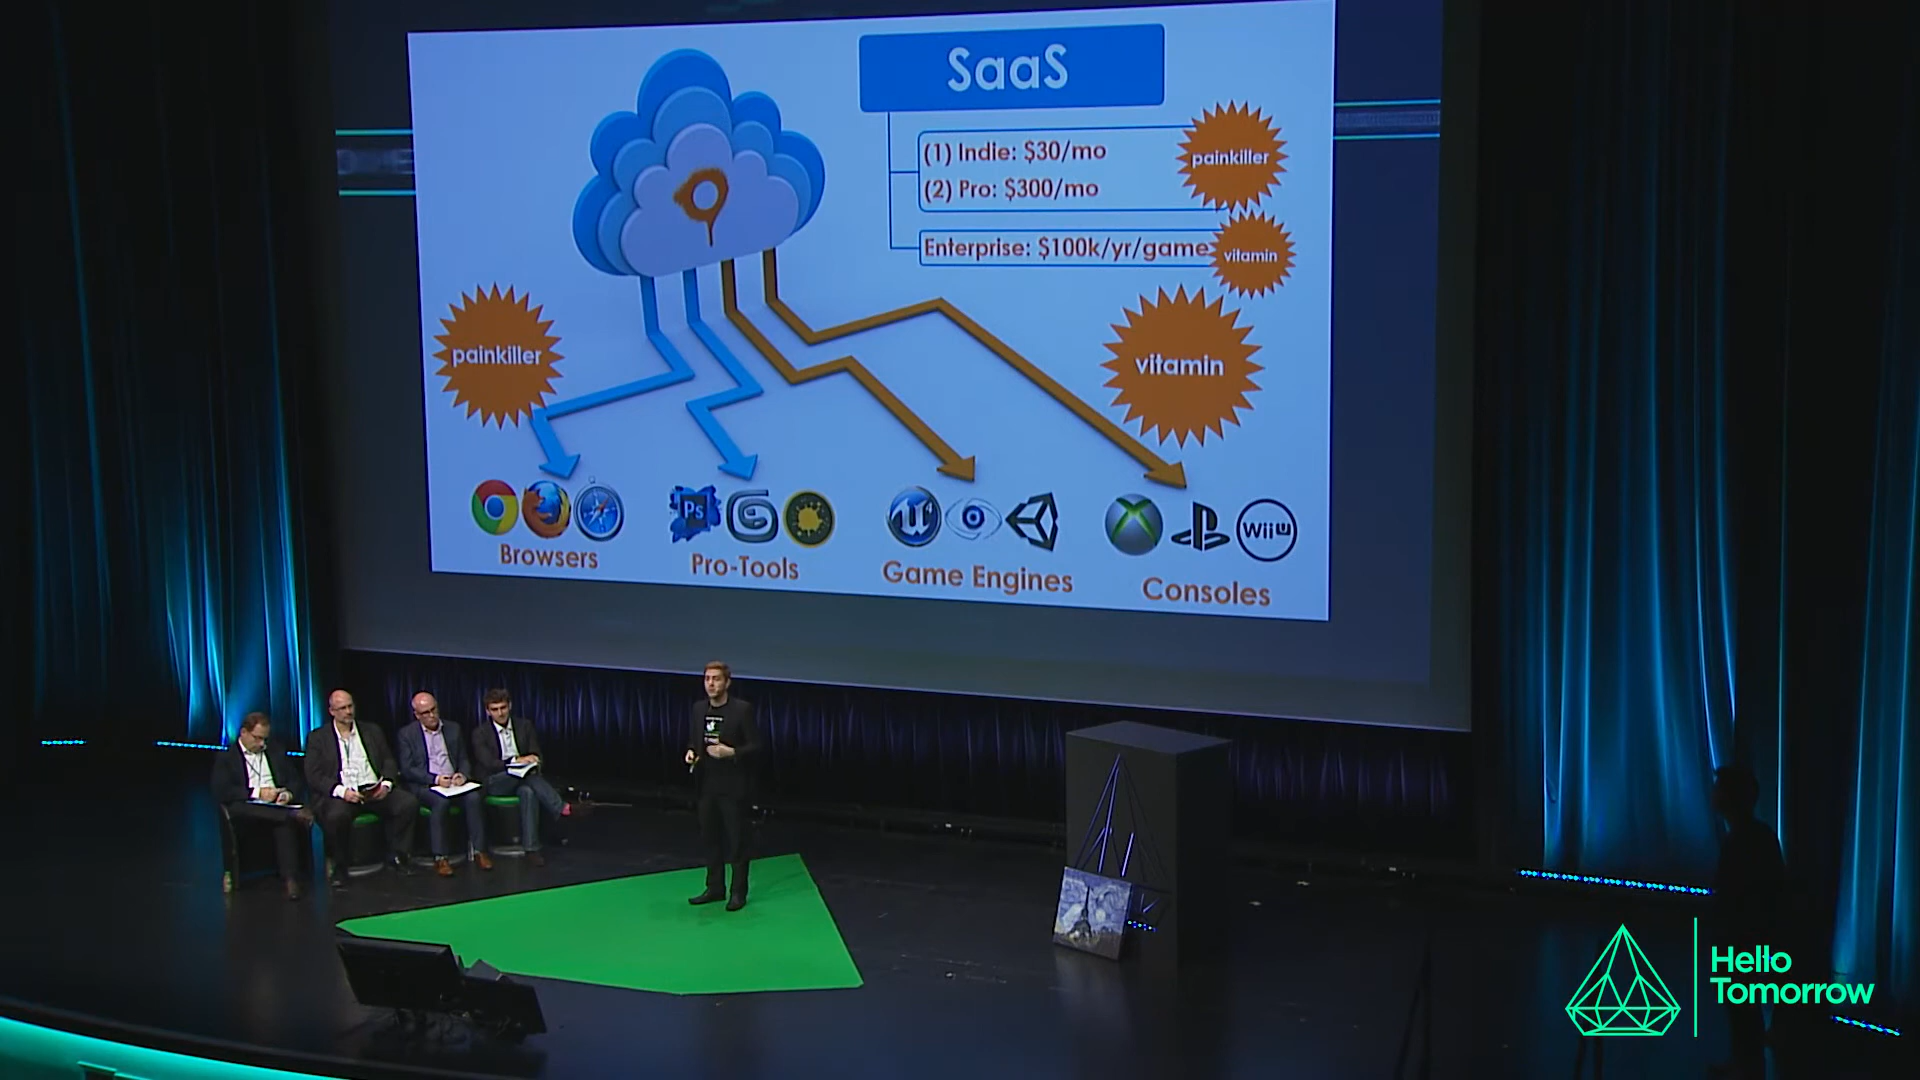 SaaS
(1) Indie: $30/mo
(2) Pro: $300/mo
painkiller
Enterprise: $100k/yr/game
vitamin
painkiller
vitamin
Ps
WiiU
Browsers
Pro-Tools
Game Engines
Consoles
Hello
Tomorrow